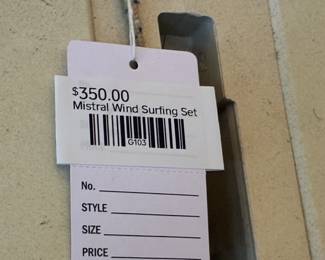 $350.00
Mistral Wind Surfing Set
G103
No.
STYLE
SIZE
PRICE